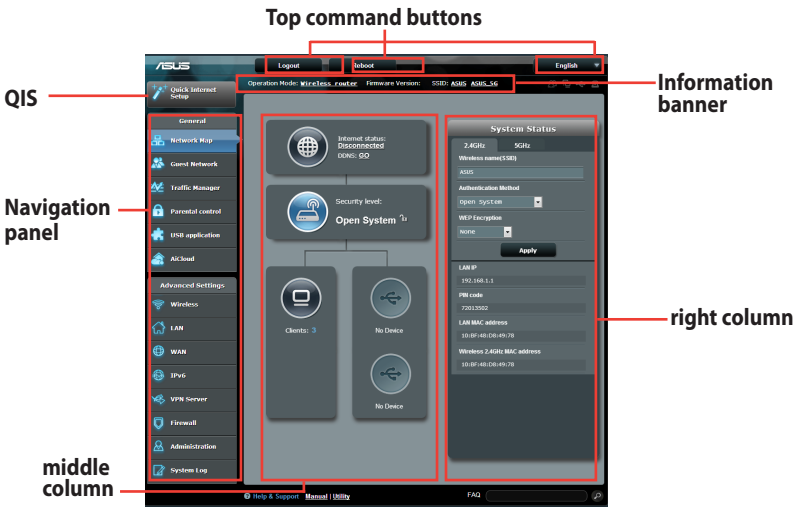 Top command buttons
ASUS
Logout
Reboot
English
QIS
Quick Internet
Setup
Operation Mode: Wireless router Firmware Version: SSID: ASUS ASUS_5G
Information
banner
Navigation
panel
General
Network Map
Guest Network
Traffic Manager
Parental control
USB application
AiCloud
Advanced Settings
Wireless
LAN
WAN
IPv6
VPN Server
Firewall
Administration
System Log
Internet status:
Disconnected
DDNS: GO
Security level:
Open System
Clients: 3
No Device
No Device
System Status
2.4GHz 5GHz
Wireless name(SSID)
ASUS
Authentication Method
Open System
WEP Encryption
None
Apply
LAN IP
192.168.1.1
PIN code
72013502
LAN MAC address
10:BF:48:D8:49:78
Wireless 2.4GHz MAC address
10:BF:48:D8:49:78
right column
middle
column
Help & Support Manual | Utility
FAQ